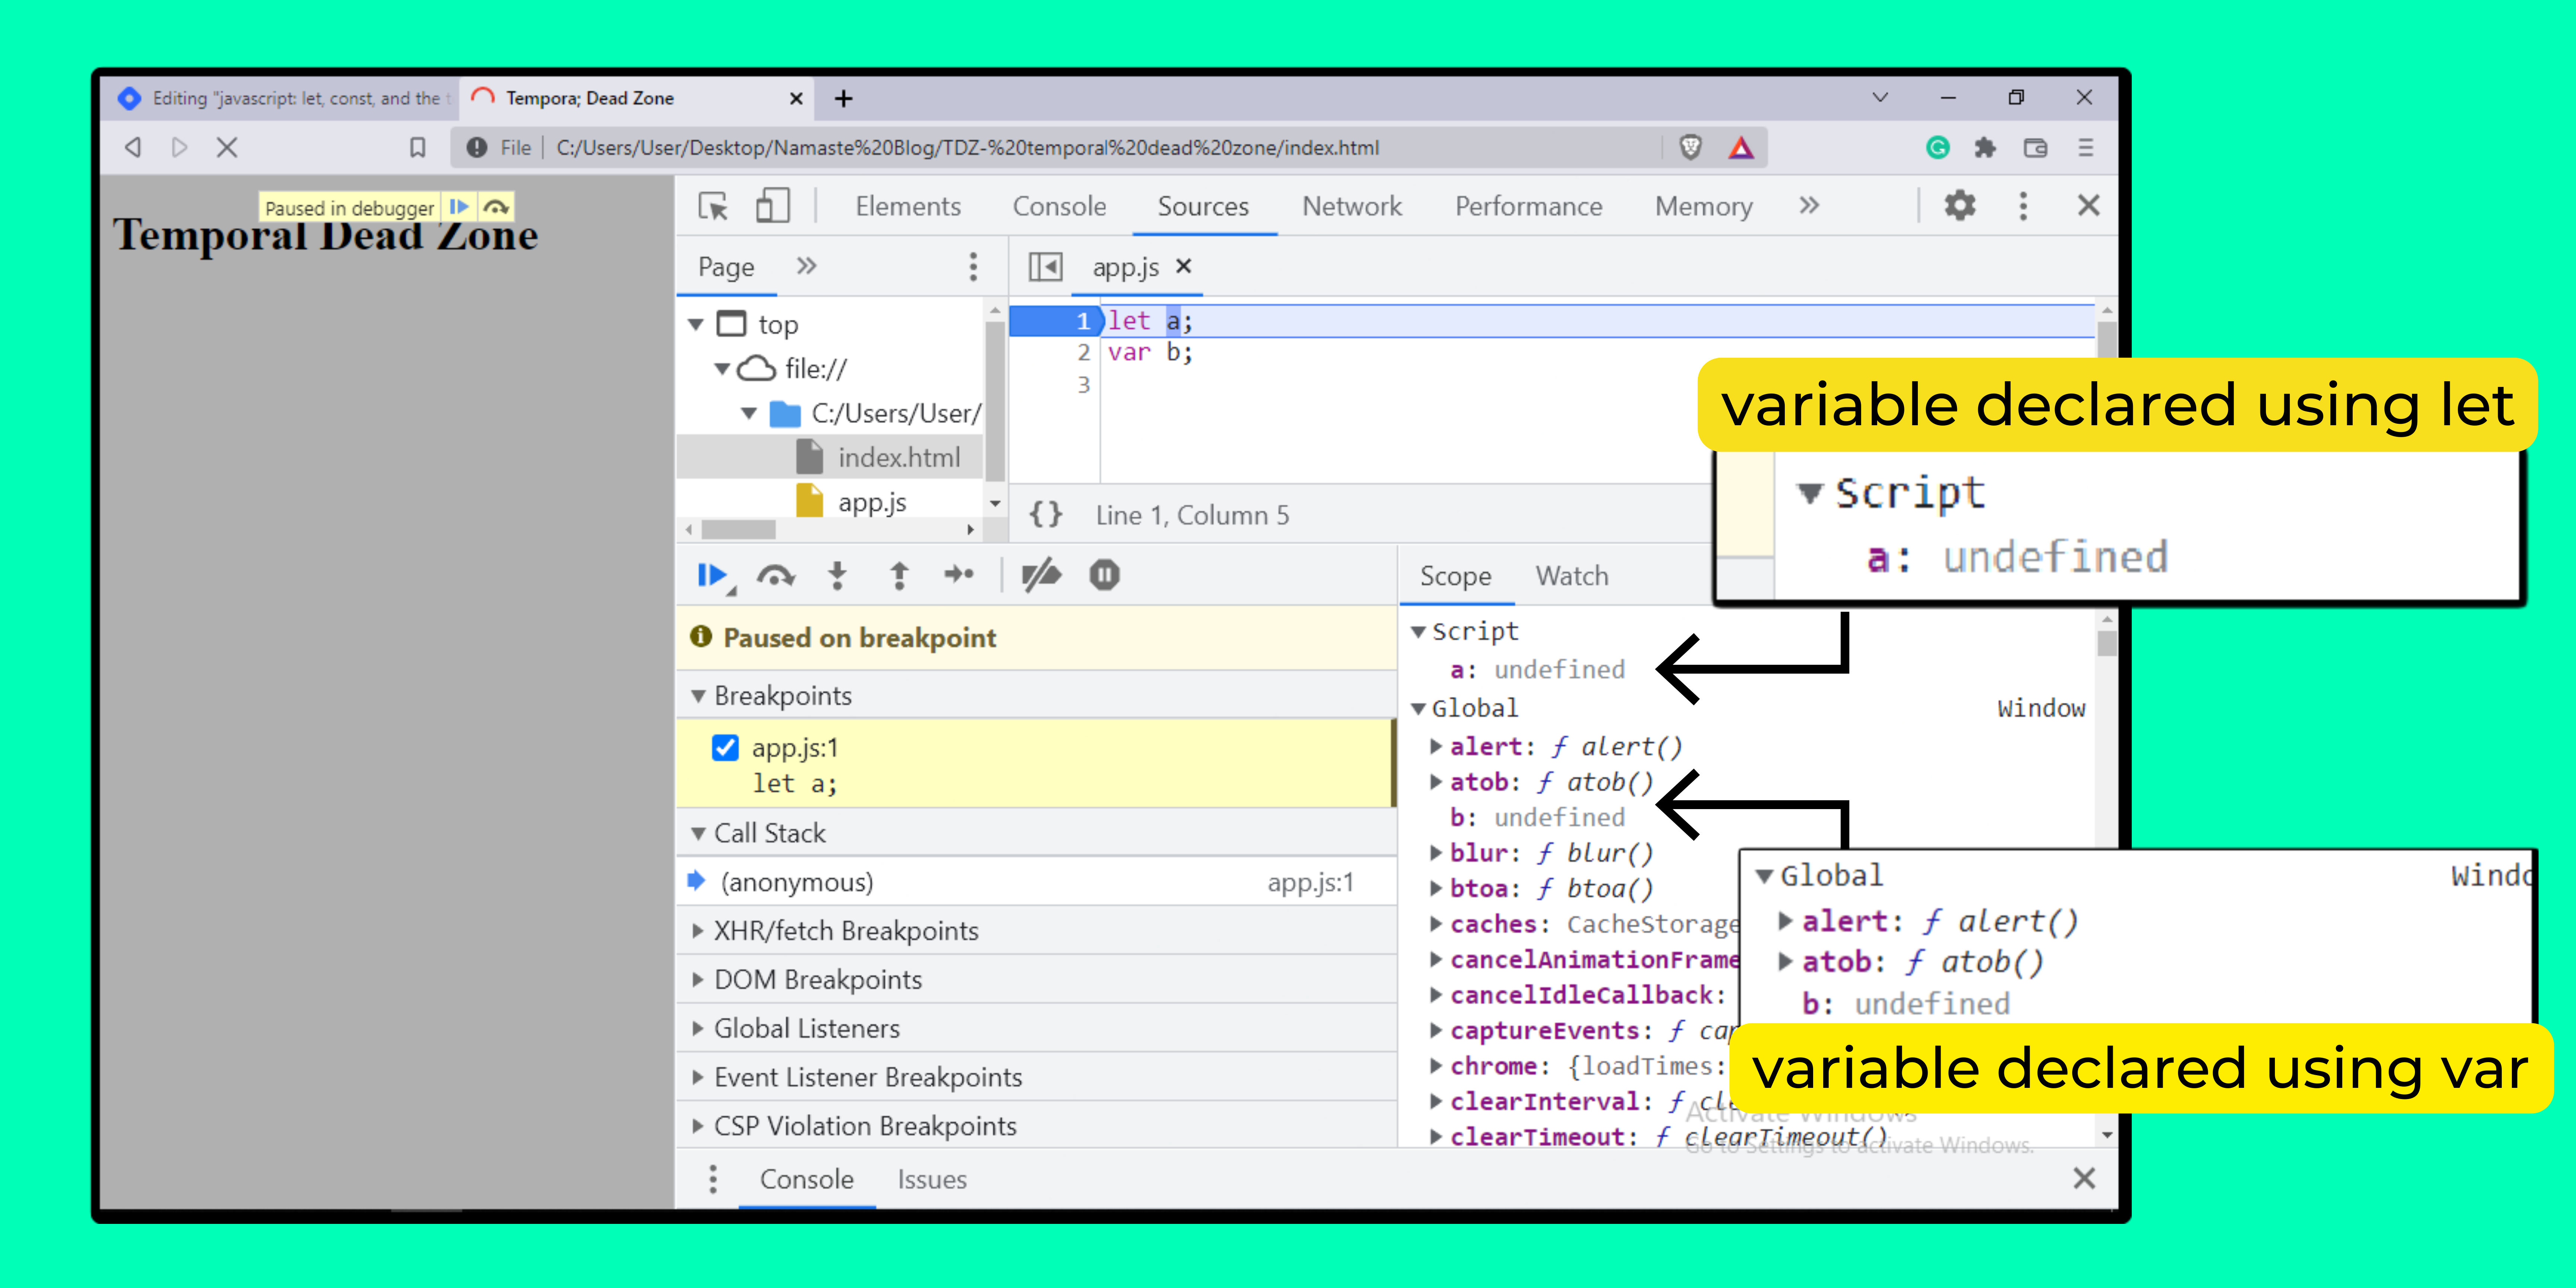 Editing "javascript: let, const, and the t
Tempora; Dead Zone
File | C:/Users/User/Desktop/Namaste%20Blog/TDZ-%20temporal%20dead%20zone/index.html
Paused in debugger
Temporal Dead Zone
Elements Console Sources Network Performance Memory
Page
app.js
top
file://
C:/Users/User/
index.html
app.js
1 let a;
2 var b;
3
{} Line 1, Column 5
variable declared using let
Script
a: undefined
Scope Watch
Paused on breakpoint
Breakpoints
app.js:1
let a;
Call Stack
(anonymous) app.js:1
XHR/fetch Breakpoints
DOM Breakpoints
Global Listeners
Event Listener Breakpoints
CSP Violation Breakpoints
Script
a: undefined
Global Window
alert: ƒ alert()
atob: ƒ atob()
b: undefined
blur: ƒ blur()
btoa: ƒ btoa()
caches: CacheStorage
cancelAnimationFrame
cancelIdleCallback:
captureEvents: ƒ cap
chrome: {loadTimes:
clearInterval: ƒ cle
clearTimeout: ƒ clearTimeout()
Global Windo
alert: ƒ alert()
atob: ƒ atob()
b: undefined
variable declared using var
Activate Windows
Go to Settings to activate Windows.
Console Issues